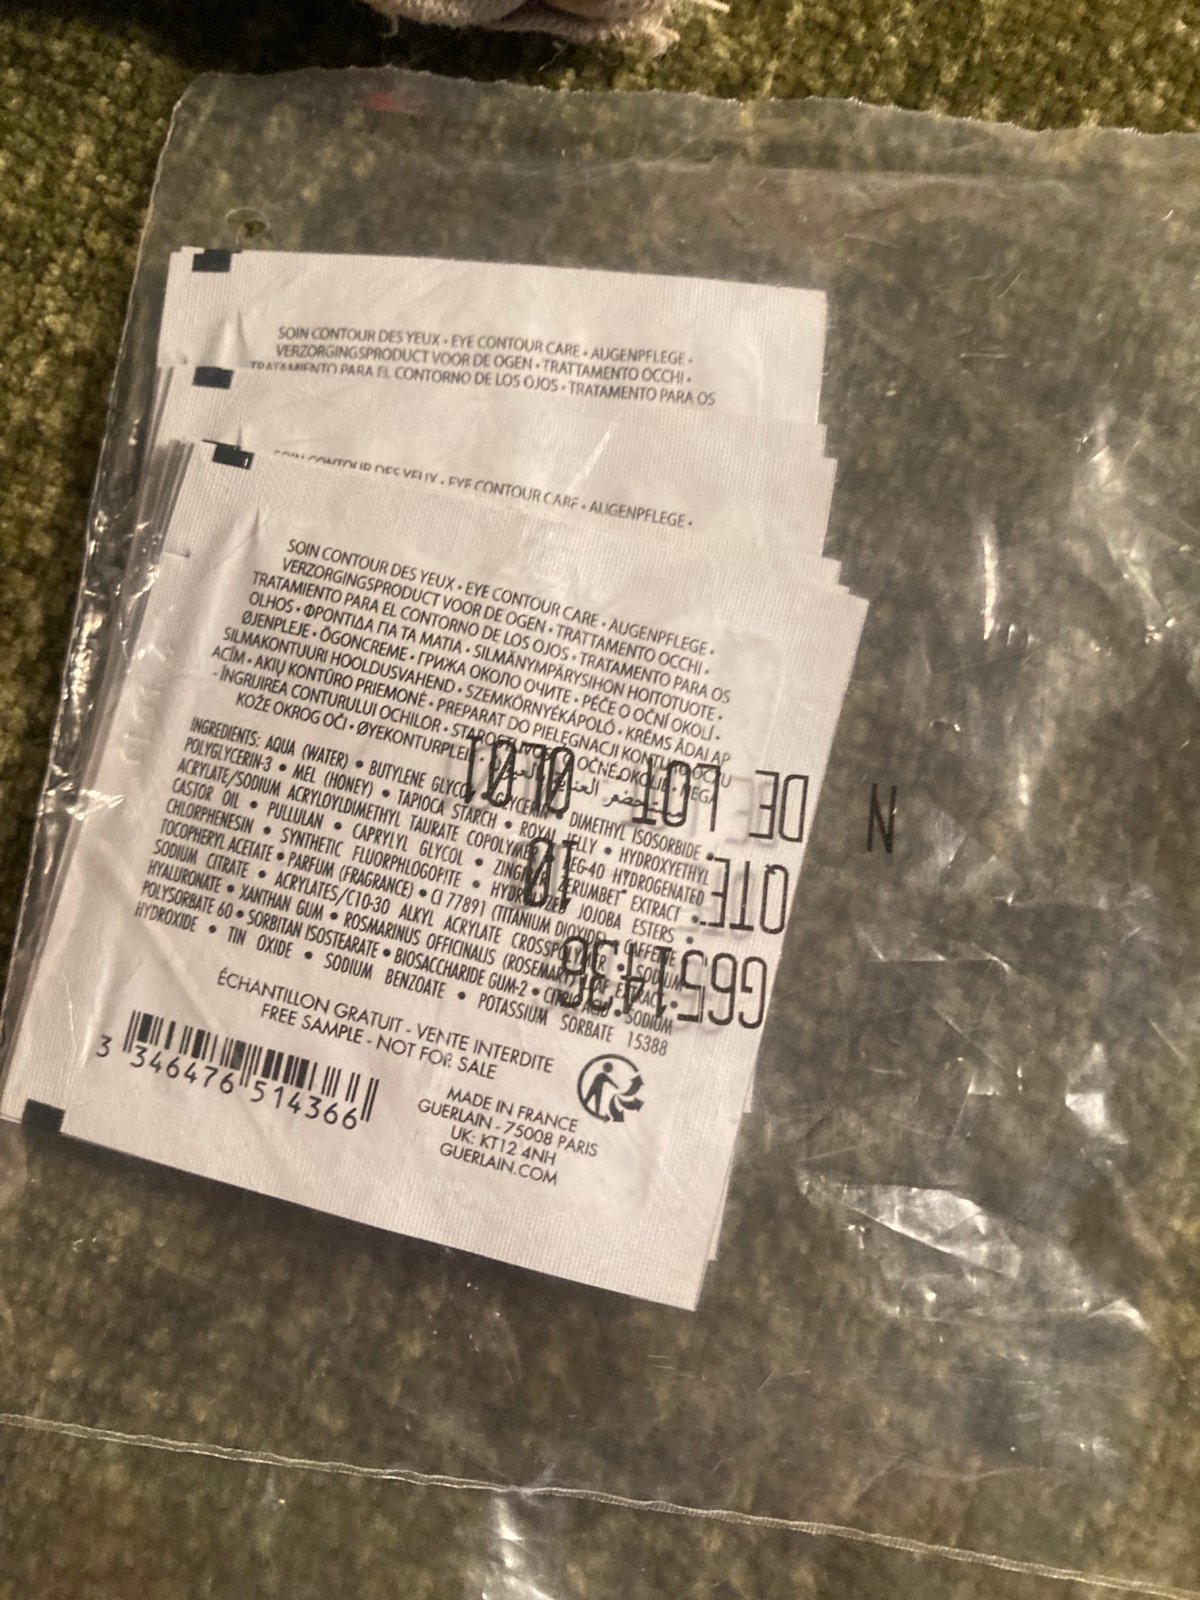 SOIN CONTOUR DES YEUX • EYE CONTOUR CARE • AUGENPFLEGE •
VERZORGINGSPRODUCT VOOR DE OGEN • TRATTAMENTO OCCHI •
TRATAMIENTO PARA EL CONTORNO DE LOS OJOS • TRATAMENTO PARA OS
SOIN CONTOUR DES YEUX • EYE CONTOUR CARE • AUGENPFLEGE •
SOIN CONTOUR DES YEUX • EYE CONTOUR CARE • AUGENPFLEGE •
VERZORGINGSPRODUCT VOOR DE OGEN • TRATTAMENTO OCCHI •
TRATAMIENTO PARA EL CONTORNO DE LOS OJOS • TRATAMENTO PARA OS
OLHOS • ΦΡΟΝΤΙΔΑ ΓΙΑ ΤΑ ΜΑΤΙΑ • SILMÄNYMPÄRYSIHON HOITOTUOTE •
ØJENPLEJE • ÖGONCREME • ГРИЖА ОКОЛО ОЧИТЕ • PÉČE O OČNÍ OKOLÍ •
SILMAKONTUURI HOOLDUSVAHEND • SZEMKÖRNYÉKÁPOLÓ • KRĒMS ĀDAI AP
ACĪM • AKIŲ KONTŪRO PRIEMONĖ • PREPARAT DO PIELĘGNACJI KONTURU OCZU
• ÎNGRIJIREA CONTURULUI OCHILOR • STAROSTLIVOSŤ O OČNÉ OKOLIE • NEGA
KOŽE OKROG OČI • ØYEKONTURPLEIE
INGREDIENTS: AQUA (WATER) • BUTYLENE GLYCOL • GLYCERIN • DIMETHYL ISOSORBIDE •
POLYGLYCERIN-3 • MEL (HONEY) • TAPIOCA STARCH • ROYAL JELLY • HYDROXYETHYL
ACRYLATE/SODIUM ACRYLOYLDIMETHYL TAURATE COPOLYMER • PEG-40 HYDROGENATED
CASTOR OIL • PULLULAN • CAPRYLYL GLYCOL • ZINGIBER ZERUMBET EXTRACT •
CHLORPHENESIN • SYNTHETIC FLUORPHLOGOPITE • HYDROLYZED JOJOBA ESTERS •
TOCOPHERYL ACETATE • PARFUM (FRAGRANCE) • CI 77891 (TITANIUM DIOXIDE) • CAFFEINE •
SODIUM CITRATE • ACRYLATES/C10-30 ALKYL ACRYLATE CROSSPOLYMER • SODIUM
HYALURONATE • XANTHAN GUM • ROSMARINUS OFFICINALIS (ROSEMARY) LEAF EXTRACT •
POLYSORBATE 60 • SORBITAN ISOSTEARATE • BIOSACCHARIDE GUM-2 • CITRIC ACID • SODIUM
HYDROXIDE • TIN OXIDE • SODIUM BENZOATE • POTASSIUM SORBATE 15388
ÉCHANTILLON GRATUIT - VENTE INTERDITE
FREE SAMPLE - NOT FOR SALE
3 346476 514366
MADE IN FRANCE
GUERLAIN - 75008 PARIS
UK: KT12 4NH
GUERLAIN.COM
N DE LOT 0L01
QTE 10
G651436